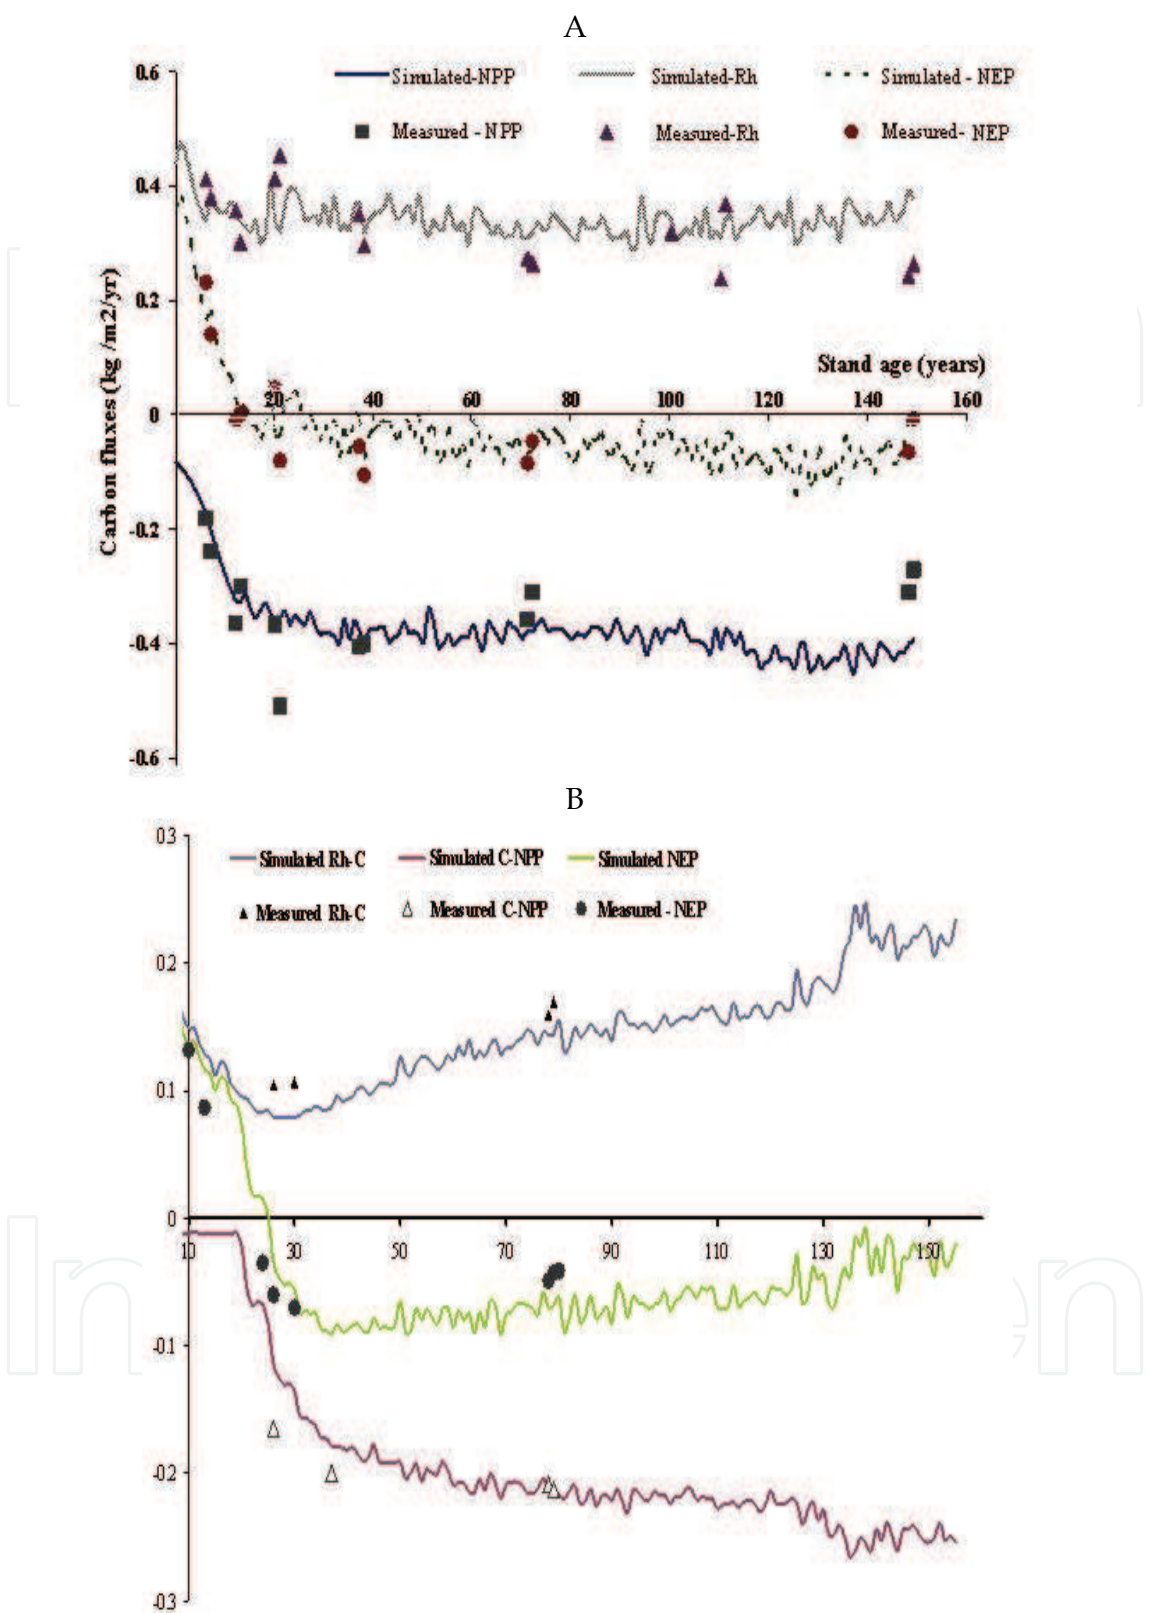 A
0.6
Simulated-NPP
Simulated-Rh
Simulated - NEP
Measured - NPP
Measured-Rh
Measured- NEP
0.4
0.2
Carbon fluxes (kg /m2/yr)
Stand age (years)
0
20
40
60
80
100
120
140
160
-0.2
-0.4
-0.6
B
0.3
Simulated Rh-C
Simulated C-NPP
Simulated NEP
Measured Rh-C
Measured C-NPP
Measured - NEP
0.2
0.1
0
10
30
50
70
90
110
130
150
-0.1
-0.2
-0.3